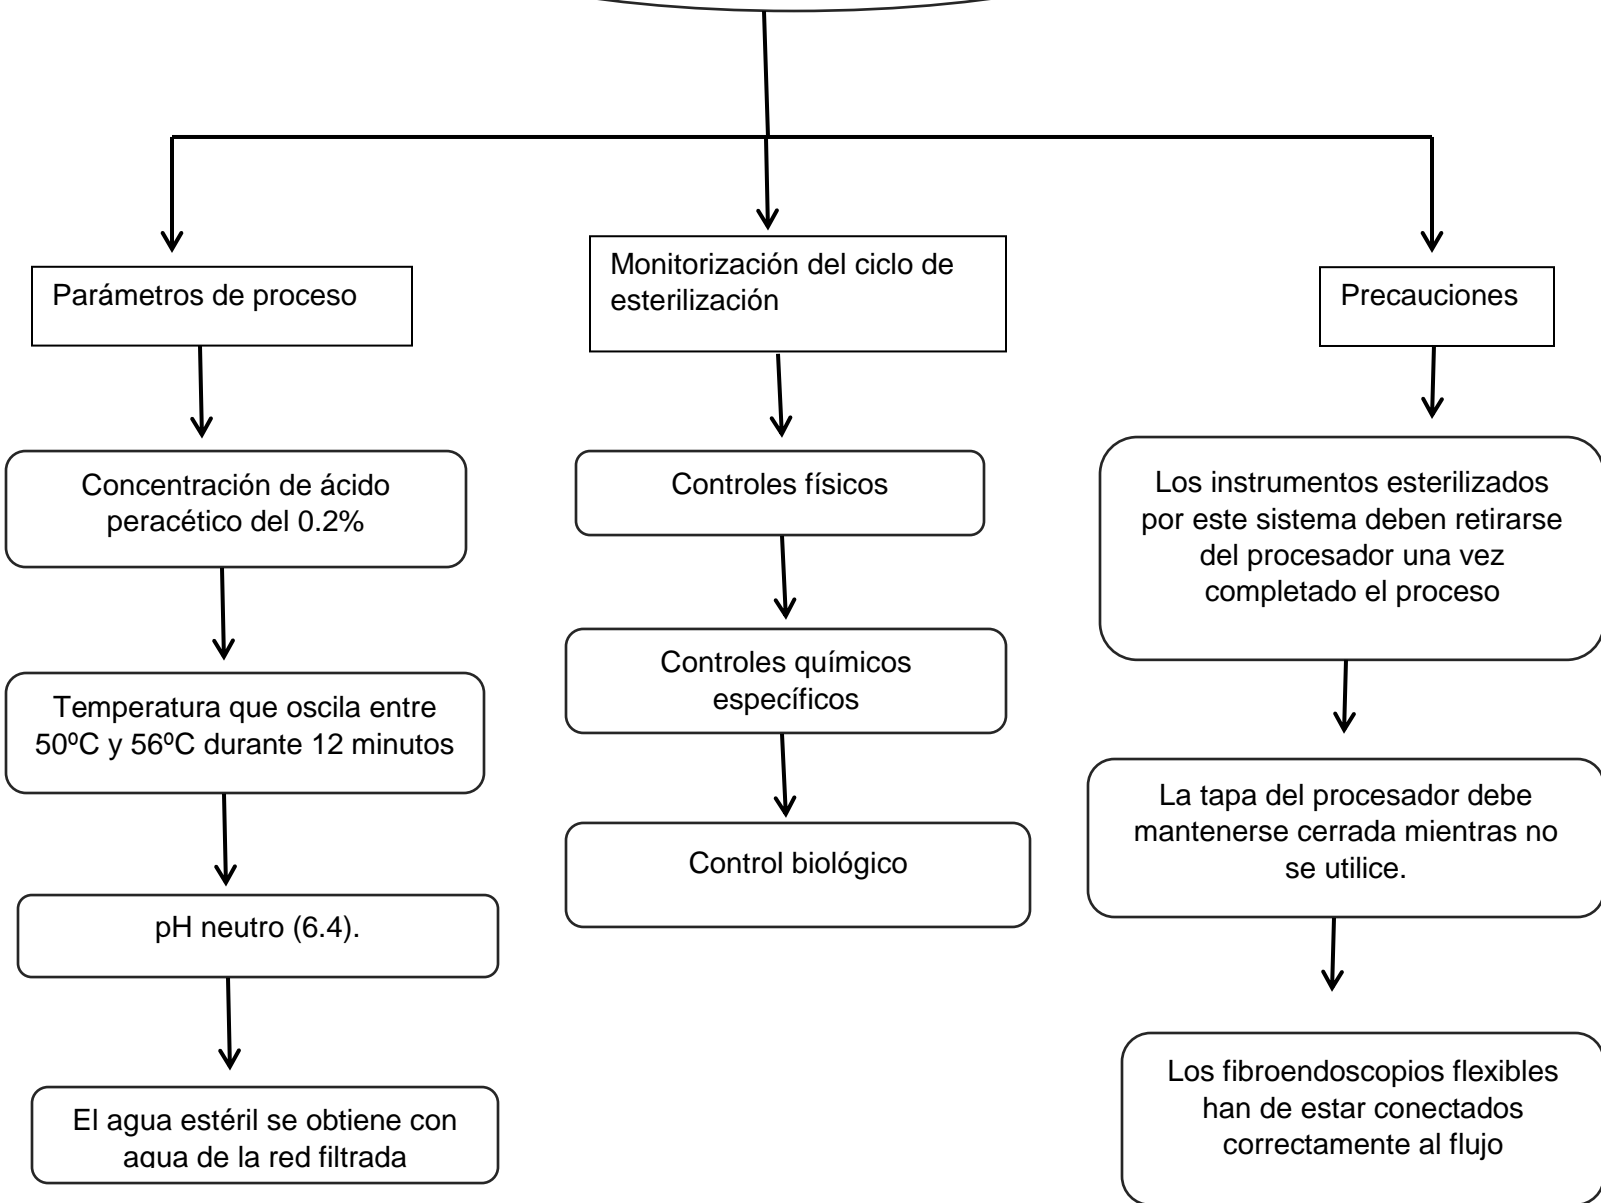 Parámetros de proceso
Concentración de ácido
peracético del 0.2%
Temperatura que oscila entre
50ºC y 56ºC durante 12 minutos
pH neutro (6.4).
El agua estéril se obtiene con
agua de la red filtrada
Monitorización del ciclo de
esterilización
Controles físicos
Controles químicos
específicos
Control biológico
Precauciones
Los instrumentos esterilizados
por este sistema deben retirarse
del procesador una vez
completado el proceso
La tapa del procesador debe
mantenerse cerrada mientras no
se utilice.
Los fibroendoscopios flexibles
han de estar conectados
correctamente al flujo